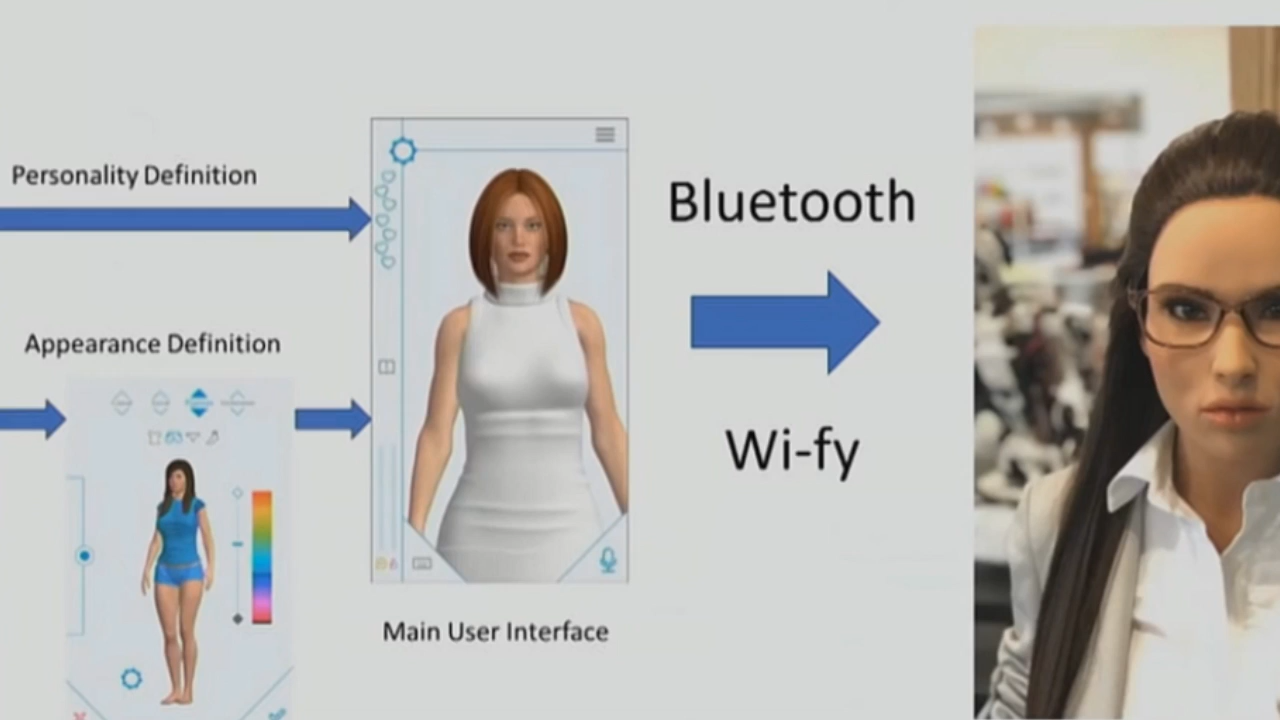 Personality Definition
Bluetooth
Appearance Definition
Wi-fy
Main User Interface